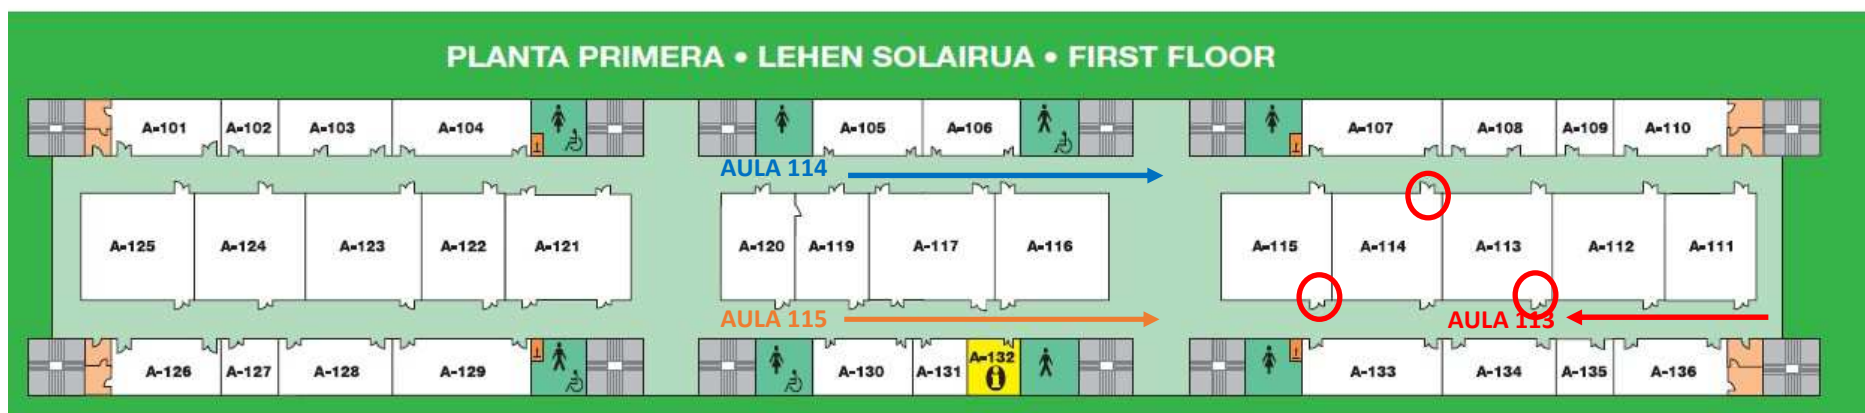 PLANTA PRIMERA • LEHEN SOLAIRUA • FIRST FLOOR
A-101 A-102 A-103 A-104 A-105 A-106 A-107 A-108 A-109 A-110
AULA 114
A-125 A-124 A-123 A-122 A-121 A-120 A-119 A-117 A-116 A-115 A-114 A-113 A-112 A-111
AULA 115 AULA 113
A-126 A-127 A-128 A-129 A-130 A-131 A-132 A-133 A-134 A-135 A-136